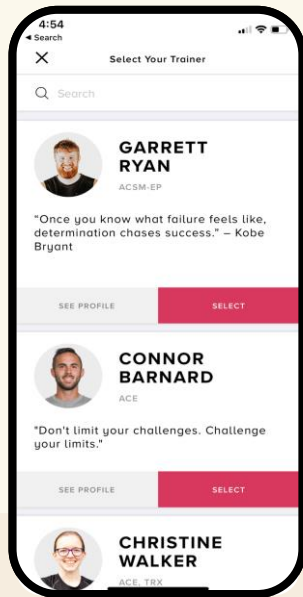 4:54
◀ Search
Select Your Trainer
Search
GARRETT
RYAN
ACSM-EP
“Once you know what failure feels like,
determination chases success.” – Kobe
Bryant
SEE PROFILE
SELECT
CONNOR
BARNARD
ACE
"Don't limit your challenges. Challenge
your limits."
SEE PROFILE
SELECT
CHRISTINE
WALKER
ACE, TRX